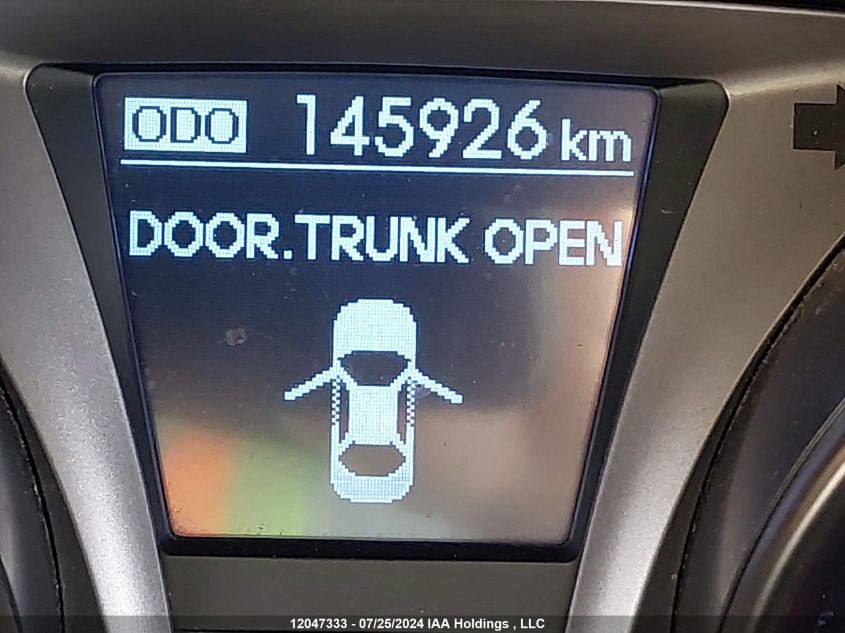 ODO 145926 km
DOOR.TRUNK OPEN
12047333 - 07/25/2024 IAA Holdings , LLC